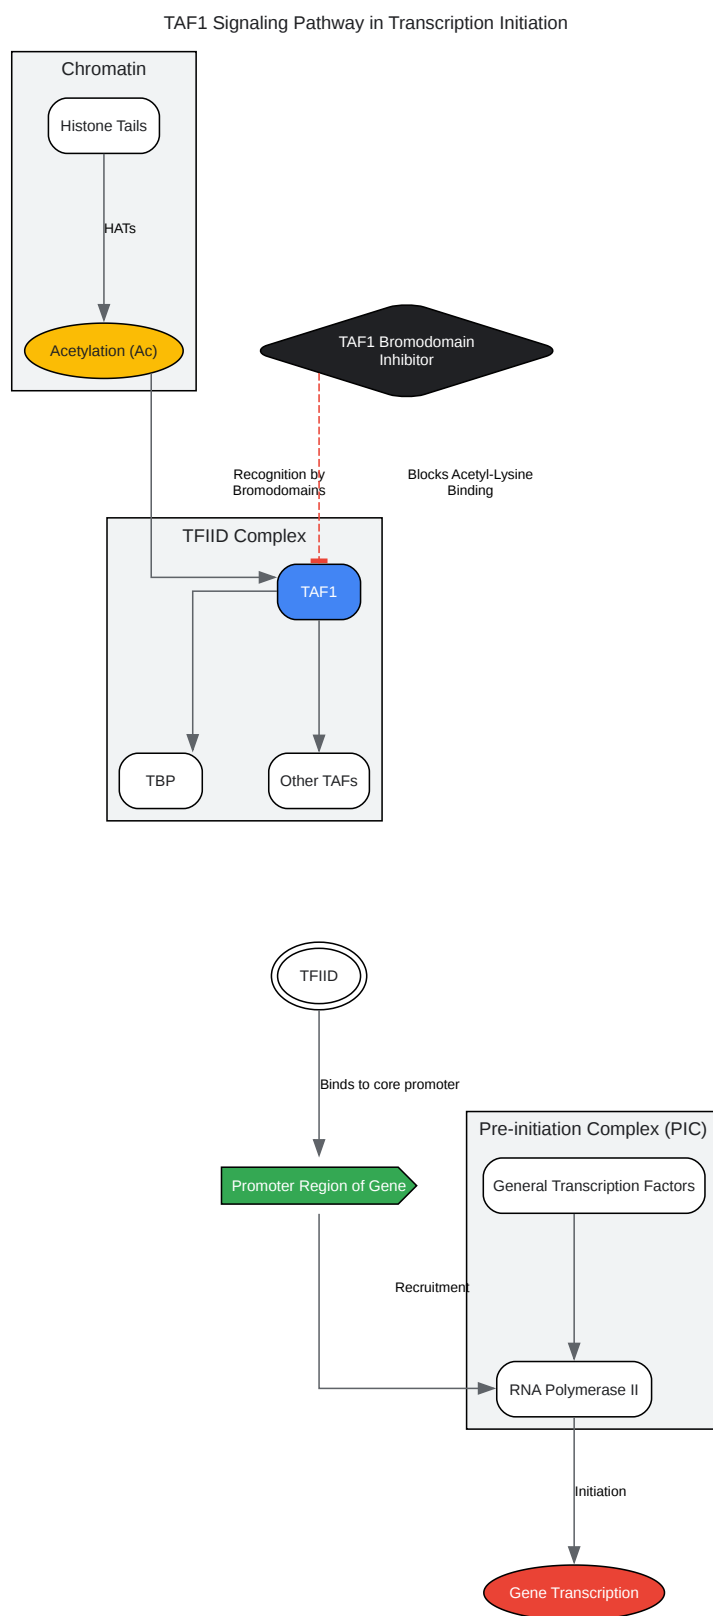 TAF1 Signaling Pathway in Transcription Initiation
Chromatin
Histone Tails
HATs
Acetylation (Ac)
TAF1 Bromodomain
Inhibitor
Recognition by
Bromodomains
Blocks Acetyl-Lysine
Binding
TFIID Complex
TAF1
TBP
Other TAFs
TFIID
Binds to core promoter
Pre-initiation Complex (PIC)
Promoter Region of Gene
General Transcription Factors
Recruitment
RNA Polymerase II
Initiation
Gene Transcription